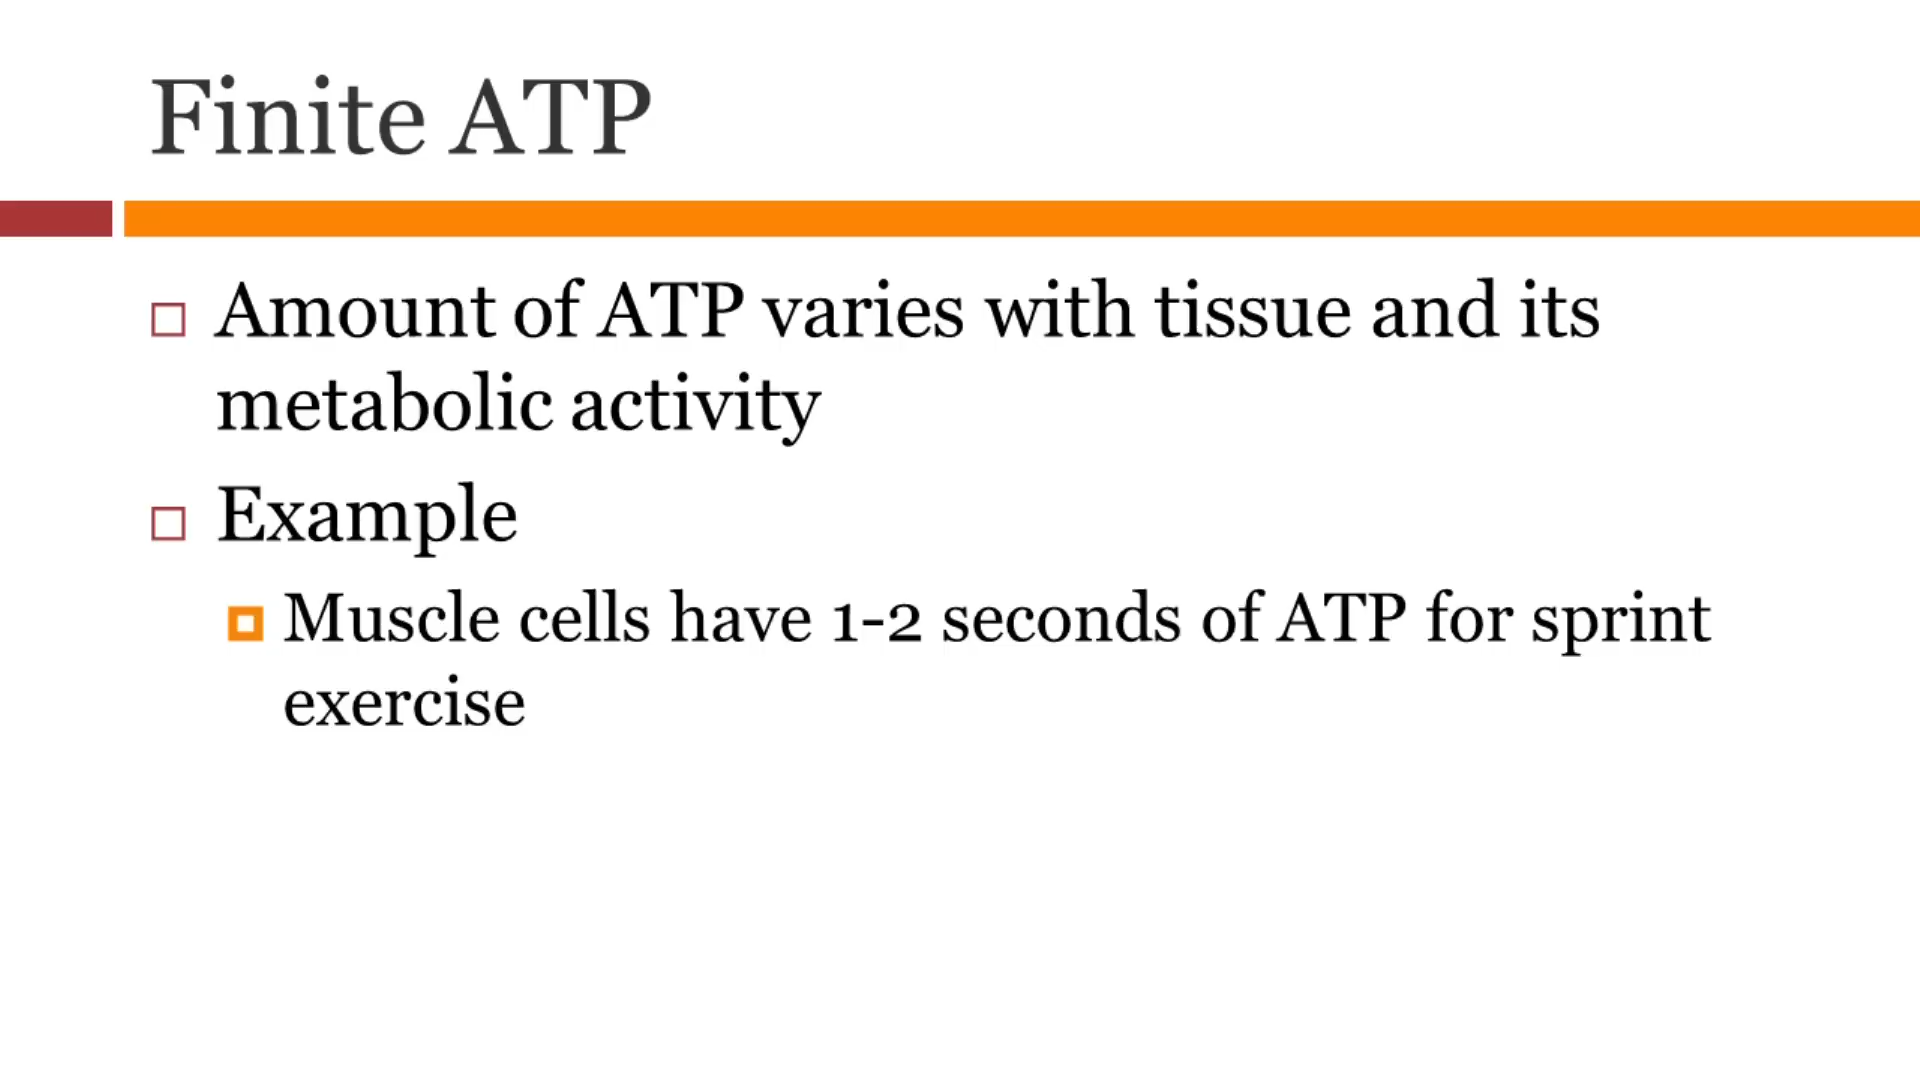 Finite ATP
Amount of ATP varies with tissue and its
metabolic activity
Example
Muscle cells have 1-2 seconds of ATP for sprint
exercise